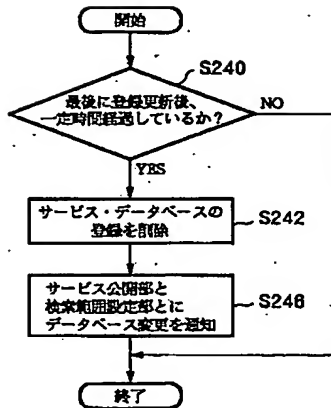 開始
S240
最後に登録更新後、
一定時間経過しているか?
NO
YES
サービス・データベースの
登録を削除
S242
サービス公開部と
検索範囲設定部とに
データベース変更を通知
S246
終了